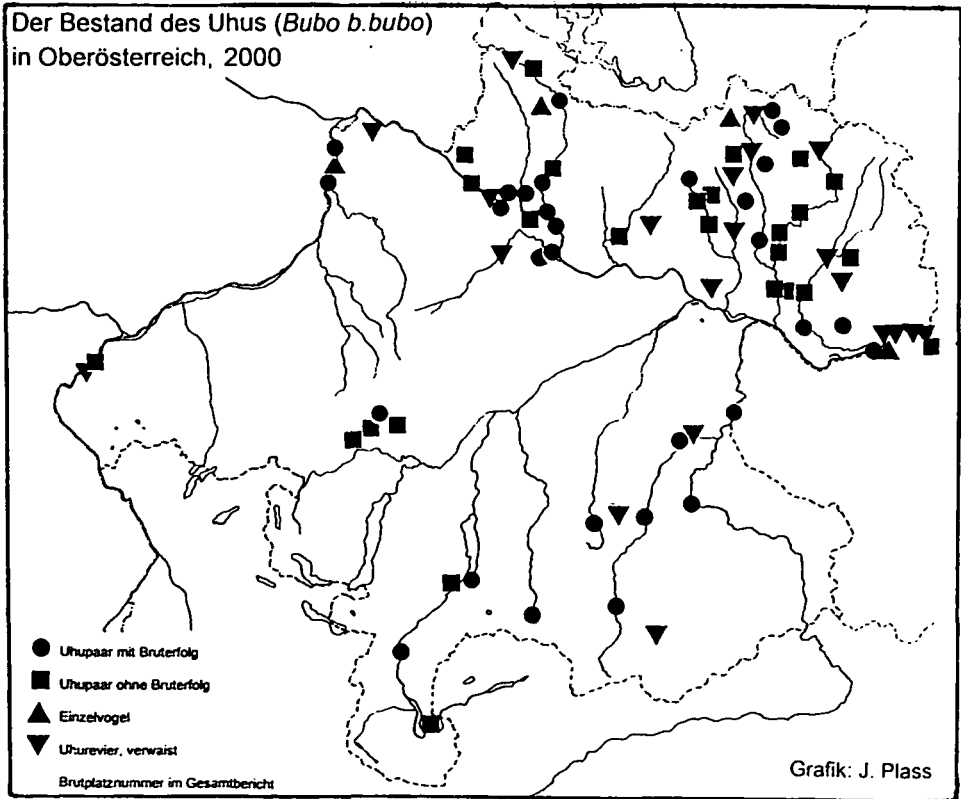 Der Bestand des Uhus (Bubo b.bubo)
in Oberösterreich, 2000
Uhupaar mit Bruterfolg
Uhupaar ohne Bruterfolg
Einzelvogel
Uhurevier, verwaist
Brutplatznummer im Gesamtbericht
Grafik: J. Plass